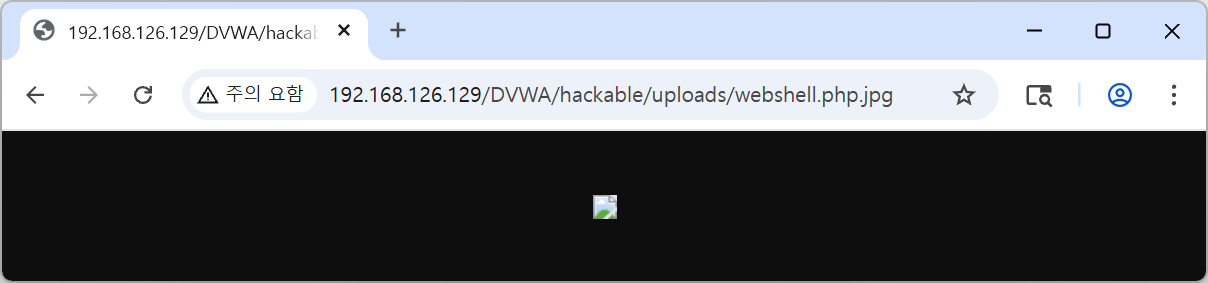 192.168.126.129/DVWA/hacka
주의 요함
192.168.126.129/DVWA/hackable/uploads/webshell.php.jpg